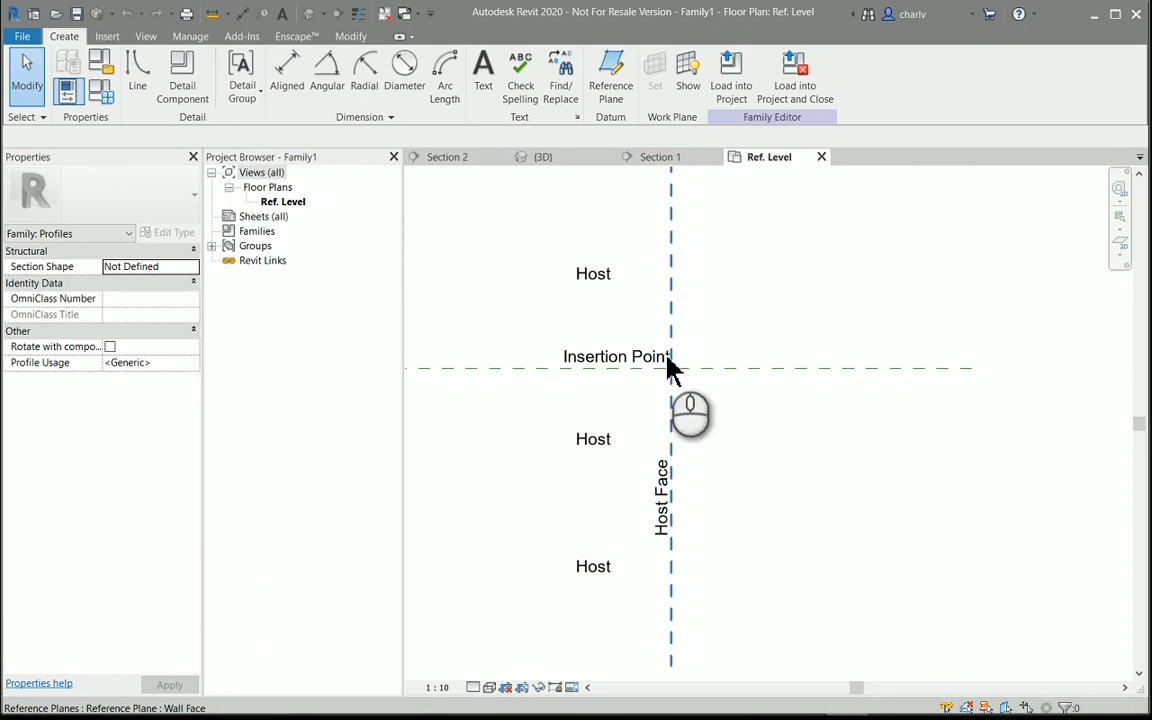 Autodesk Revit 2020 - Not For Resale Version - Family1 - Floor Plan: Ref. Level
charlv
File Create Insert View Manage Add-Ins Enscape™ Modify
Modify
Line
Detail Component
Detail Group
Aligned
Angular
Radial
Diameter
Arc Length
Text
Check Spelling
Find/ Replace
Reference Plane
Set
Show
Load into Project
Load into Project and Close
Select Properties Detail Dimension Text Datum Work Plane Family Editor
Properties
Project Browser - Family1
Section 2 {3D} Section 1 Ref. Level
Family: Profiles
Edit Type
Structural
Section Shape Not Defined
Identity Data
OmniClass Number
OmniClass Title
Other
Rotate with compo...
Profile Usage <Generic>
Views (all)
Floor Plans
Ref. Level
Sheets (all)
Families
Groups
Revit Links
Host
Insertion Point
Host
Host Face
Host
Properties help
Apply
1 : 10
Reference Planes : Reference Plane : Wall Face
:0